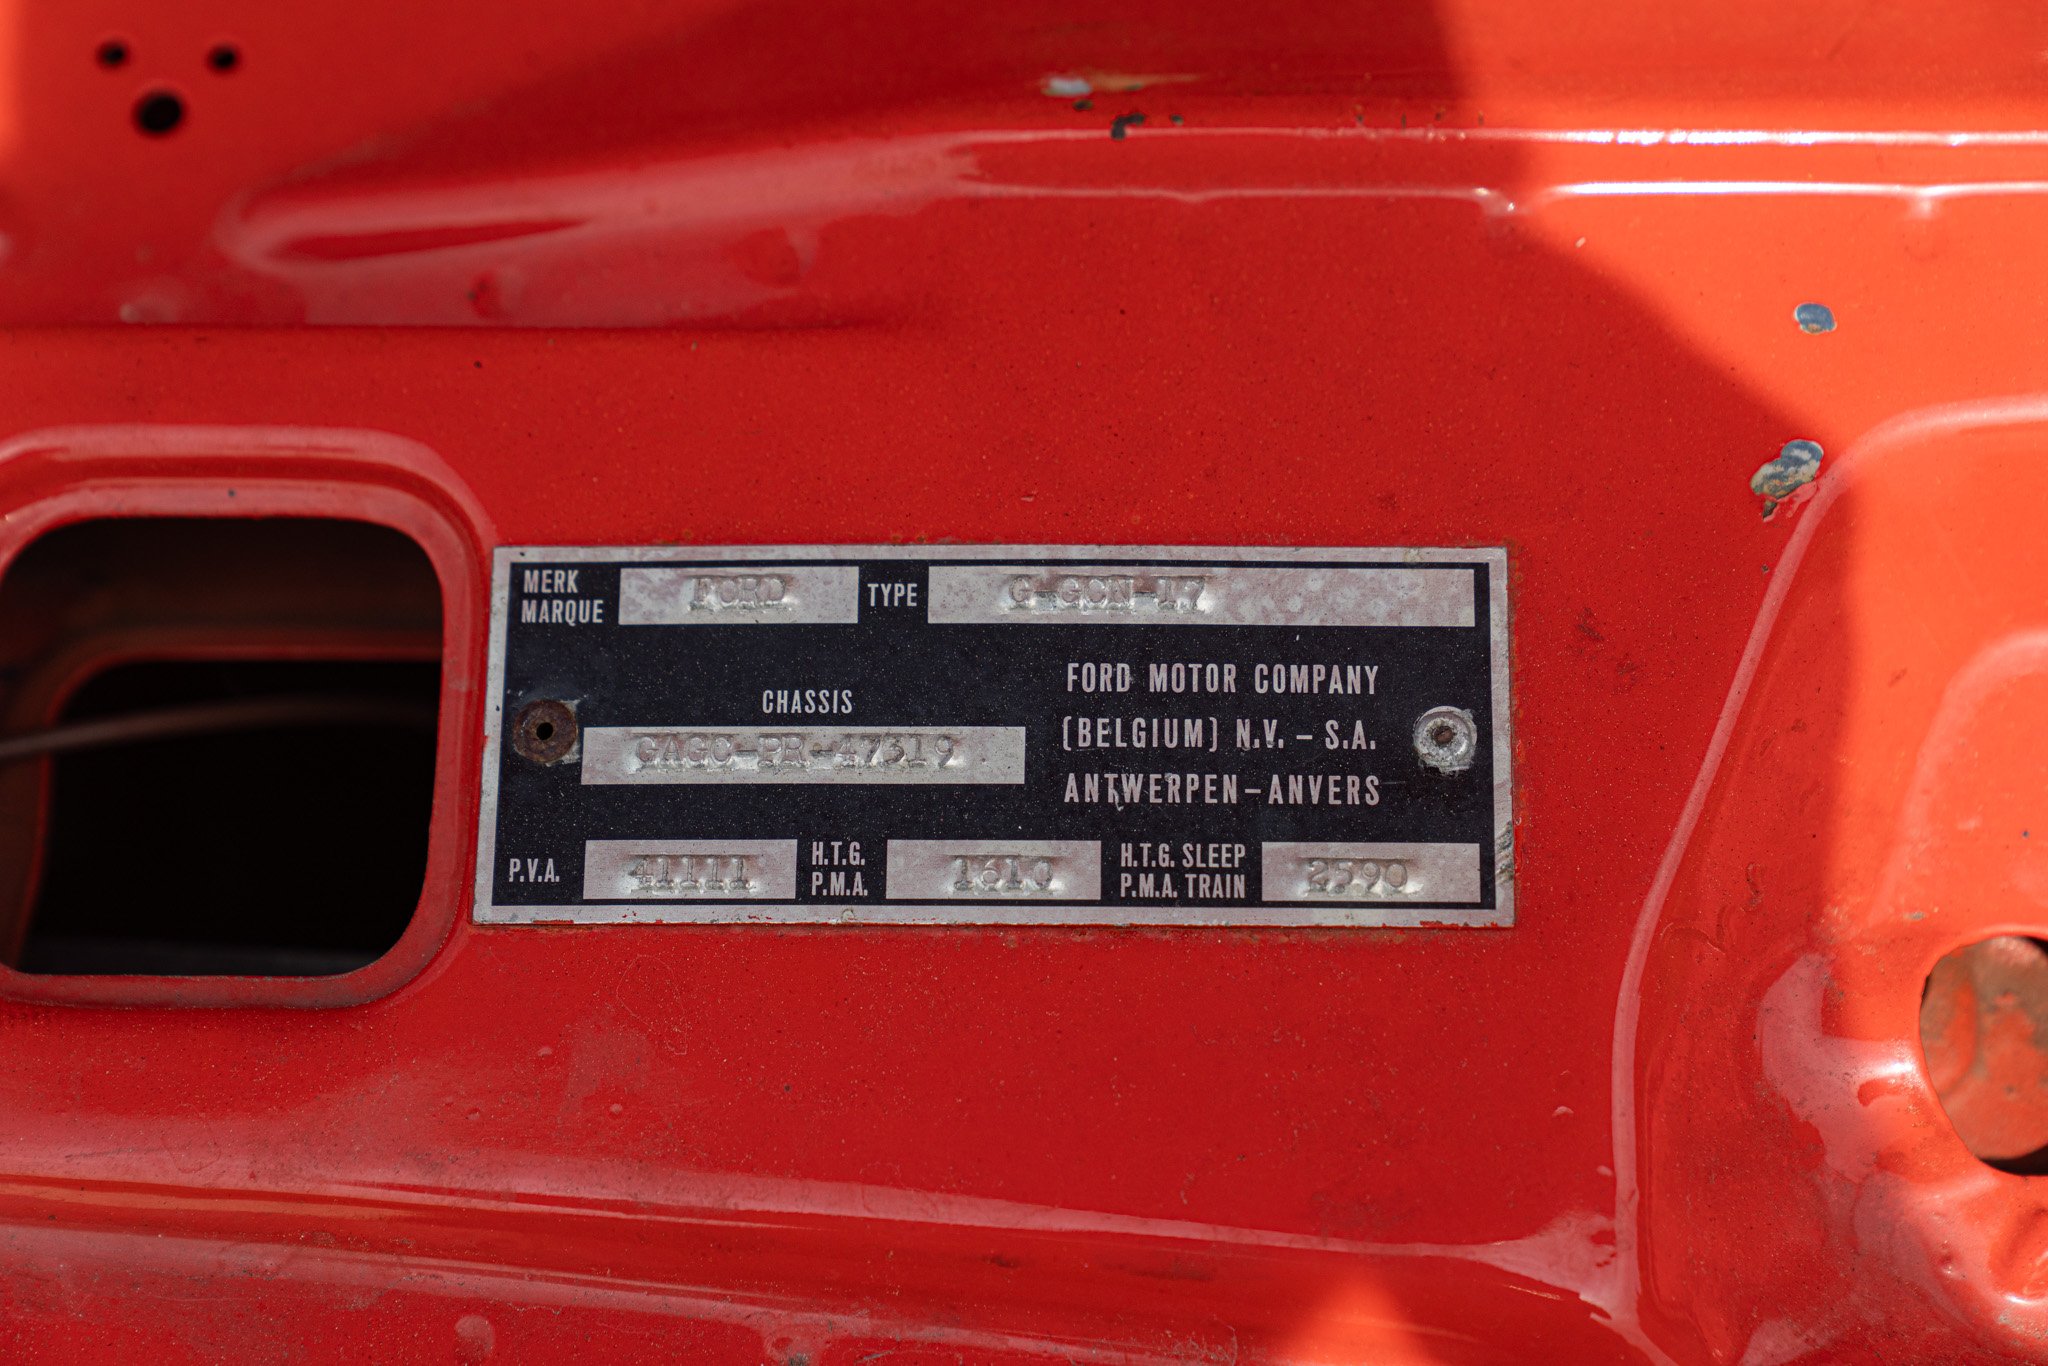 MERK
MARQUE
FORD
TYPE
G-GCN-17
CHASSIS
GAGC-PR-47319
FORD MOTOR COMPANY
(BELGIUM) N.V. – S.A.
ANTWERPEN–ANVERS
P.V.A.
41111
H.T.G.
P.M.A.
1610
H.T.G. SLEEP
P.M.A. TRAIN
2590